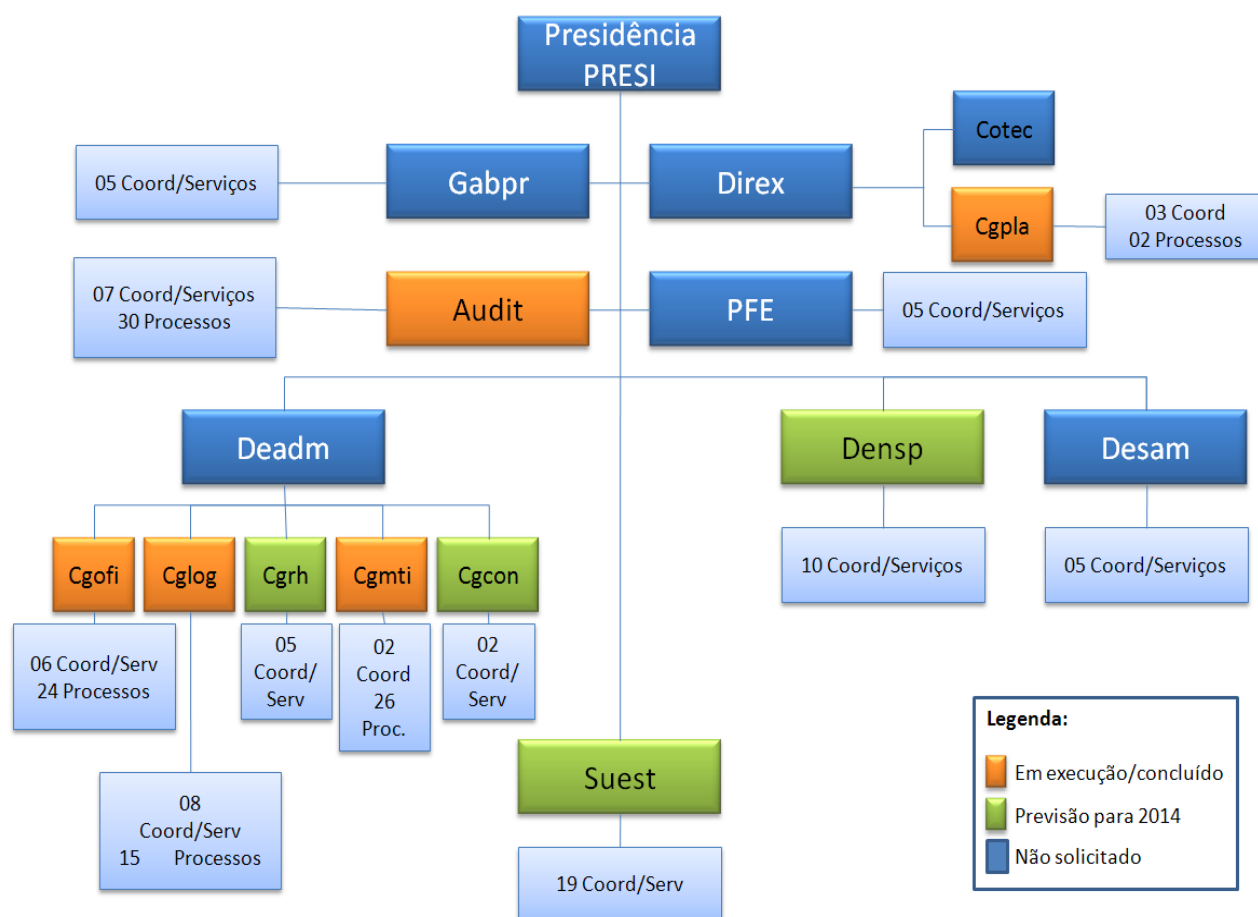 Presidência
PRESI
Cotec
05 Coord/Serviços
Gabpr
Direx
Cgpla
03 Coord
02 Processos
07 Coord/Serviços
30 Processos
Audit
PFE
05 Coord/Serviços
Deadm
Densp
Desam
10 Coord/Serviços
05 Coord/Serviços
Cgofi
Cglog
Cgrh
Cgmti
Cgcon
06 Coord/Serv
24 Processos
05
Coord/
Serv
02
Coord
26
Proc.
02
Coord/
Serv
08
Coord/Serv
15 Processos
Suest
19 Coord/Serv
Legenda:
Em execução/concluído
Previsão para 2014
Não solicitado